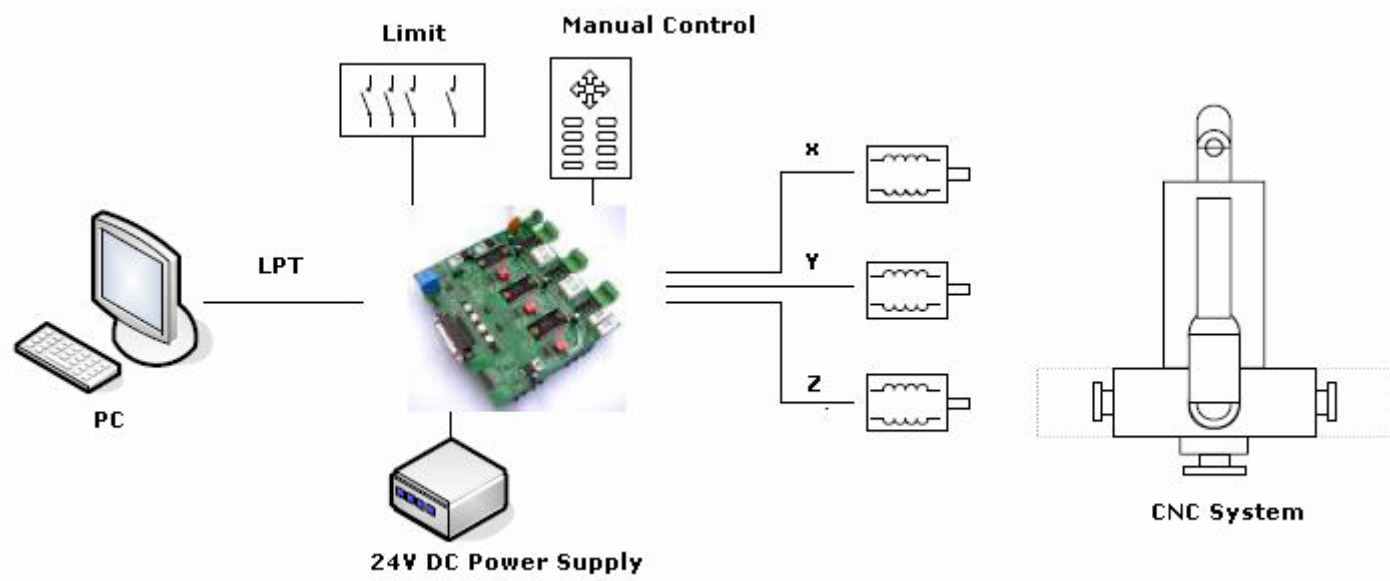 Limit
Manual Control
X
LPT
Y
Z
PC
CNC System
24V DC Power Supply